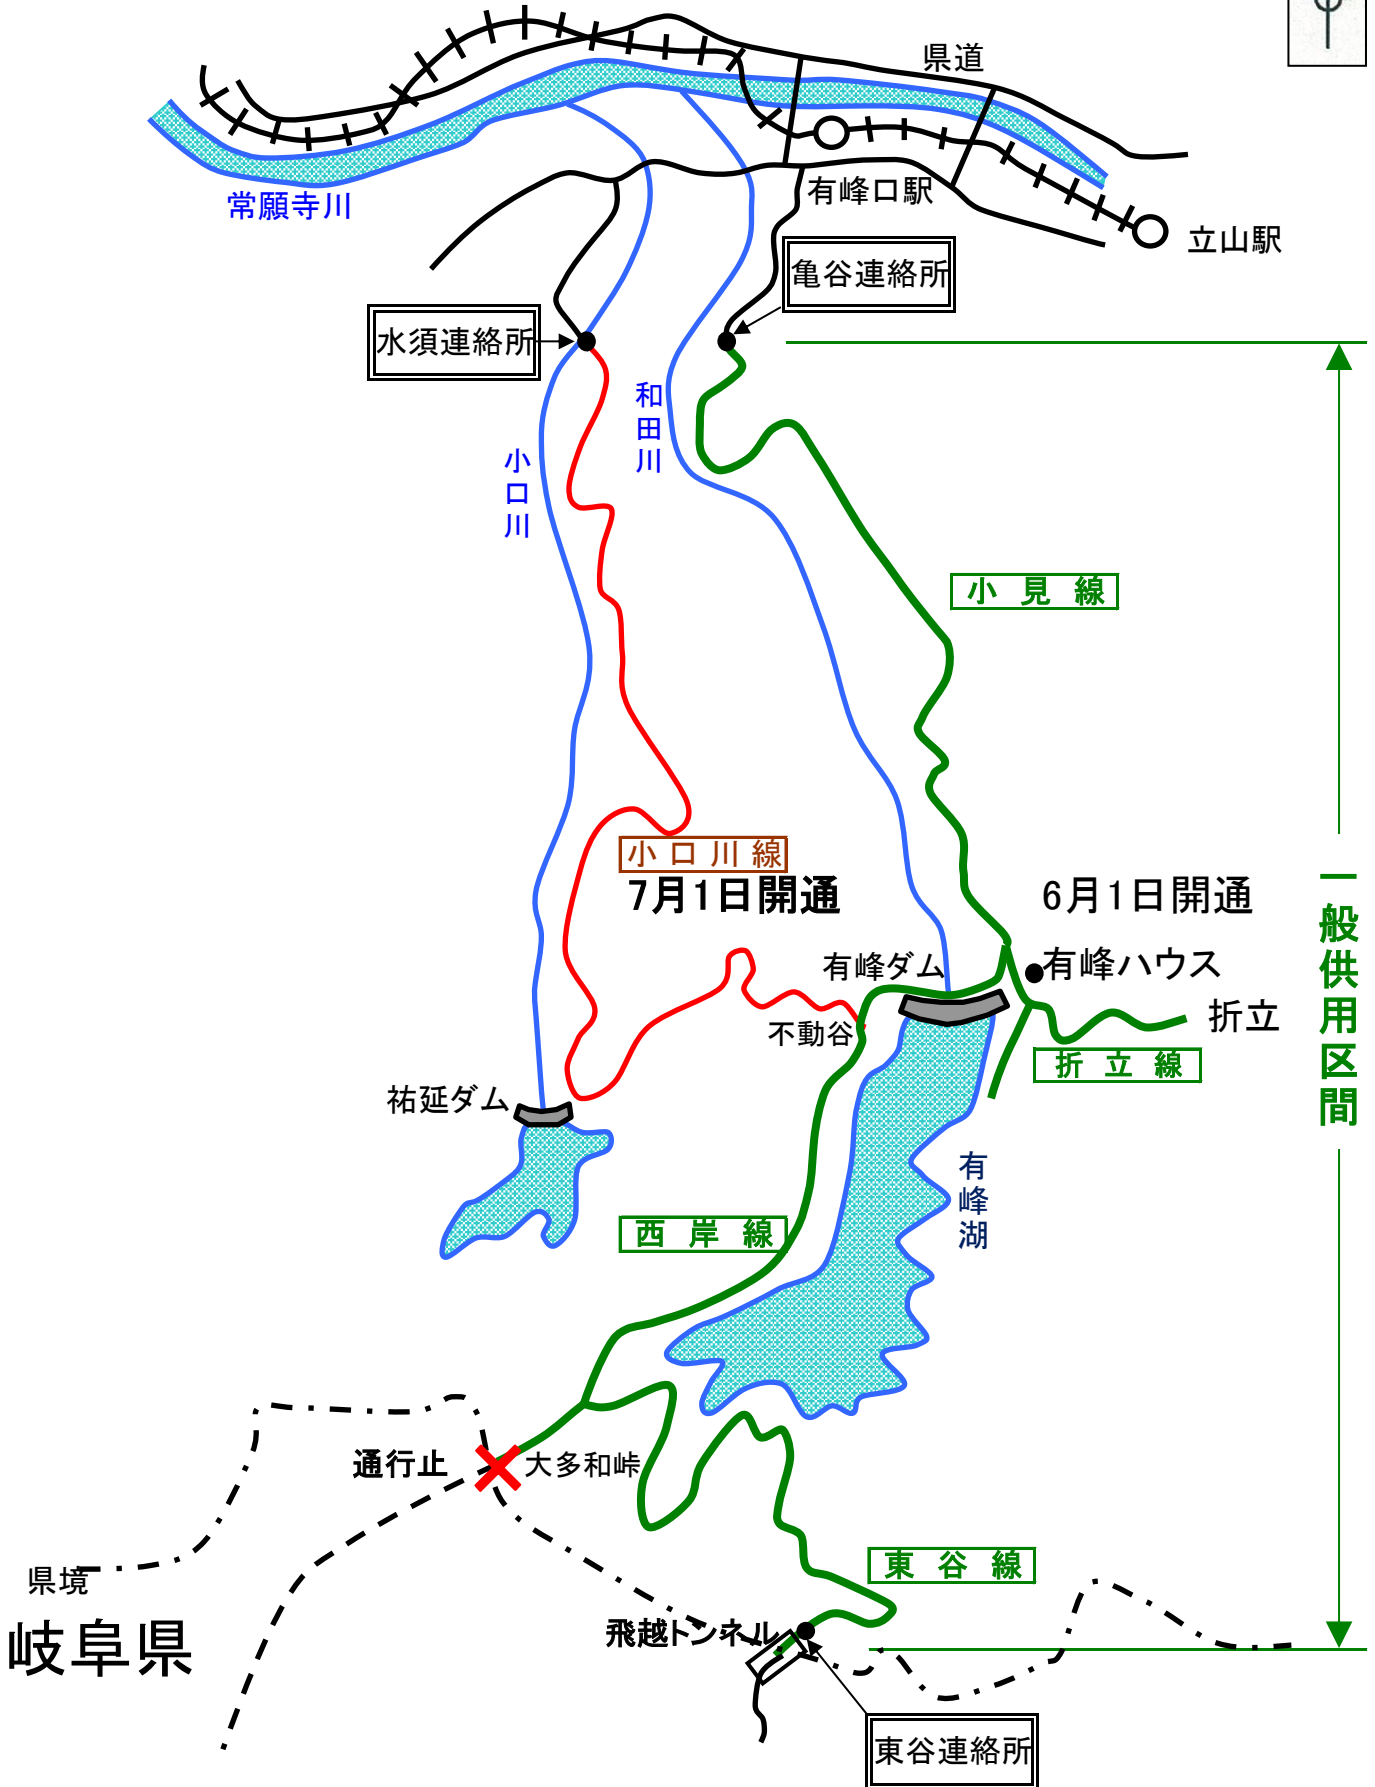 県道
常願寺川
有峰口駅
立山駅
亀谷連絡所
水須連絡所
和田川
小口川
小見線
小口川線
7月1日開通
6月1日開通
一般供用区間
有峰ハウス
有峰ダム
折立
不動谷
折立線
祐延ダム
有峰湖
西岸線
通行止
大多和峠
東谷線
県境
岐阜県
飛越トンネル
東谷連絡所